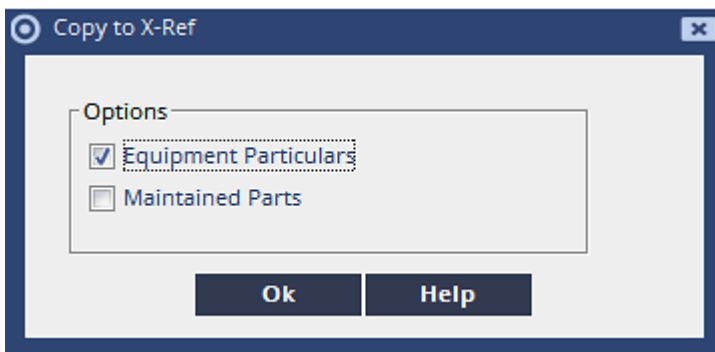 Copy to X-Ref
Options
Equipment Particulars
Maintained Parts
Ok Help